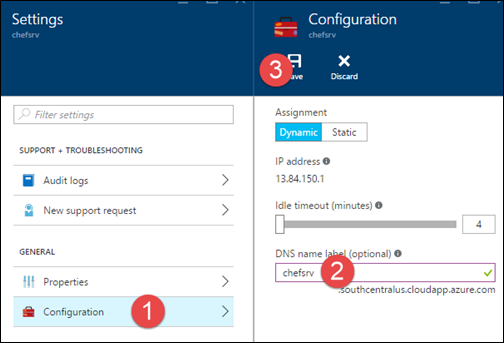 Settings
chefsrv
Filter settings
SUPPORT + TROUBLESHOOTING
Audit logs
New support request
GENERAL
Properties
Configuration
1
Configuration
chefsrv
3
Discard
Assignment
Dynamic
Static
IP address
13.84.150.1
Idle timeout (minutes)
4
DNS name label (optional)
chefsrv
2
.southcentralus.cloudapp.azure.com